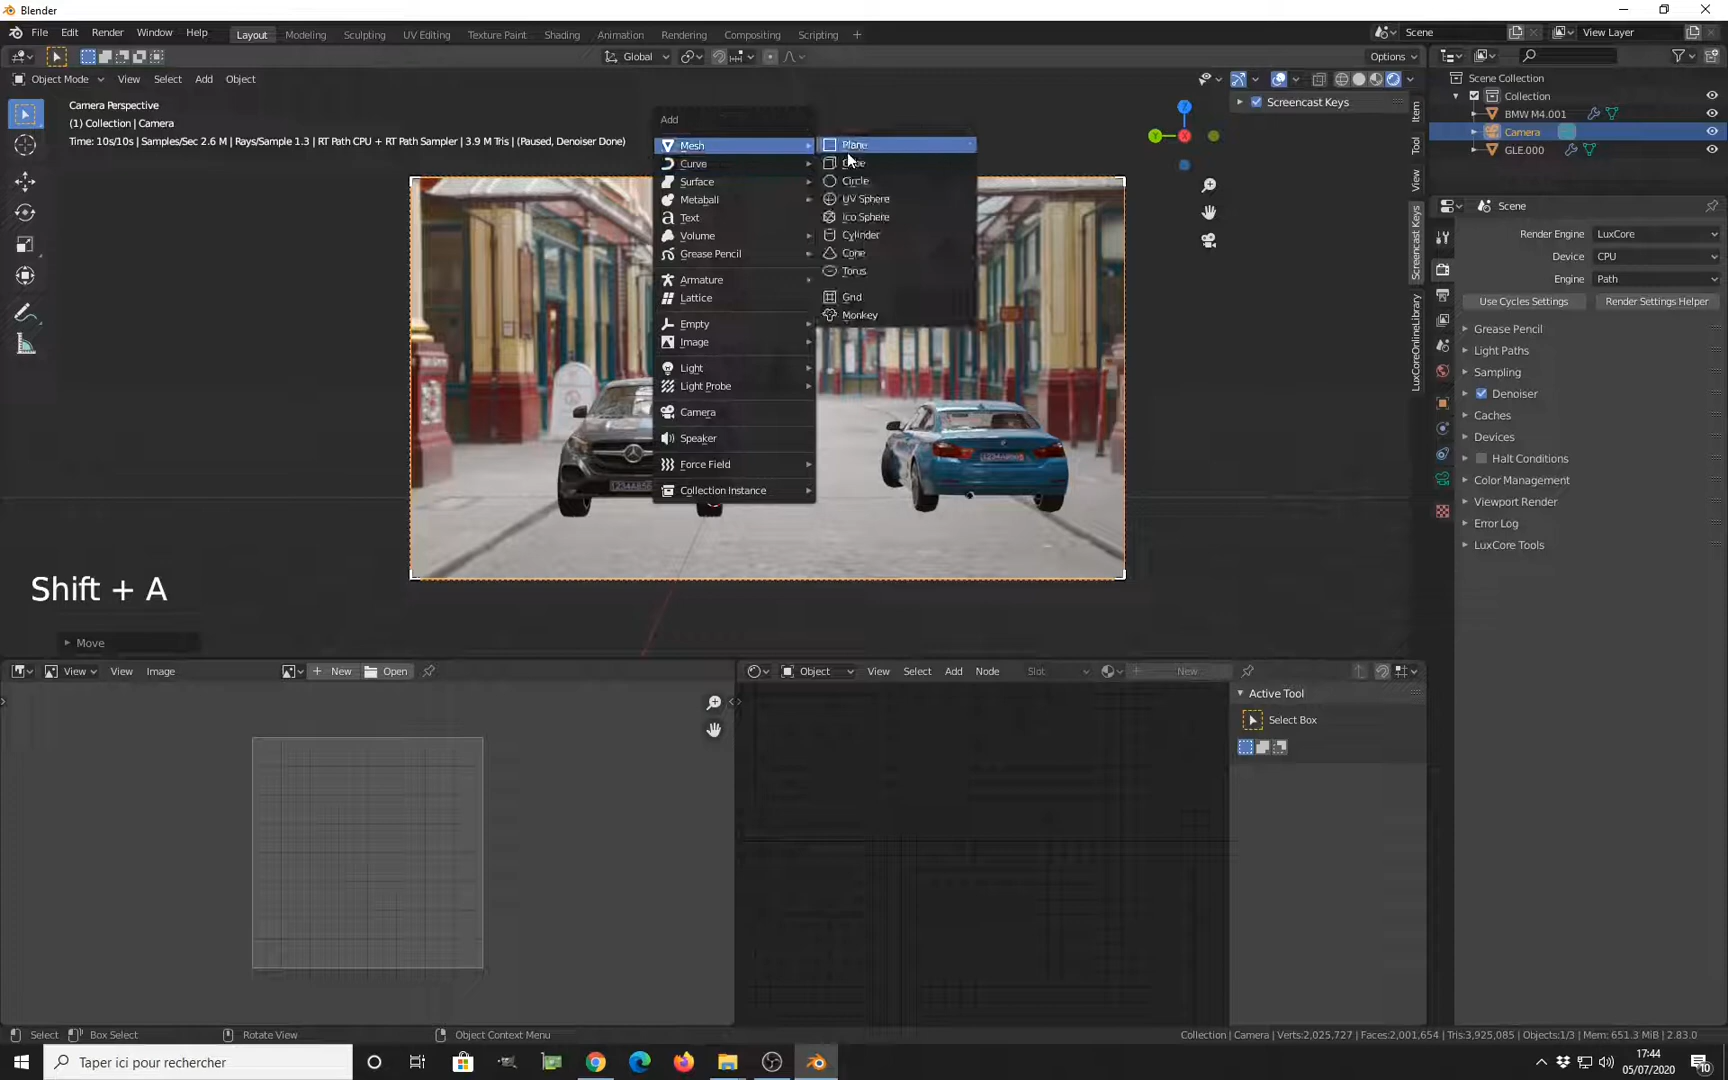 Blender
File Edit Render Window Help Layout Modeling Sculpting UV Editing Texture Paint Shading Animation Rendering Compositing Scripting + Scene View Layer
Global Options
Object Mode View Select Add Object
Camera Perspective
(1) Collection | Camera
Time: 10s/10s | Samples/Sec 2.6 M | Rays/Sample 1.3 | RT Path CPU + RT Path Sampler | 3.9 M Tris | (Paused, Denoiser Done)
Add
Mesh
Curve
Surface
Metaball
Text
Volume
Grease Pencil
Armature
Lattice
Empty
Image
Light
Light Probe
Camera
Speaker
Force Field
Collection Instance
Plane
Circle
UV Sphere
Ico Sphere
Cylinder
Cone
Torus
Grid
Monkey
Z
Y
X
Screencast Keys
Item
Tool
View
Screencast Keys
LuxCoreOnlineLibrary
Scene Collection
Collection
BMW M4.001
Camera
GLE.000
Scene
Render Engine LuxCore
Device CPU
Engine Path
Use Cycles Settings Render Settings Helper
Grease Pencil
Light Paths
Sampling
Denoiser
Caches
Devices
Halt Conditions
Color Management
Viewport Render
Error Log
LuxCore Tools
Shift + A
Move
View View Image + New Open
Object View Select Add Node Slot + New
Active Tool
Select Box
Select Box Select Rotate View Object Context Menu
Collection | Camera | Verts:2,025,727 | Faces:2,001,654 | Tris:3,925,085 | Objects:1/3 | Mem: 651.3 MiB | 2.83.0
Taper ici pour rechercher
17:44
05/07/2020
10